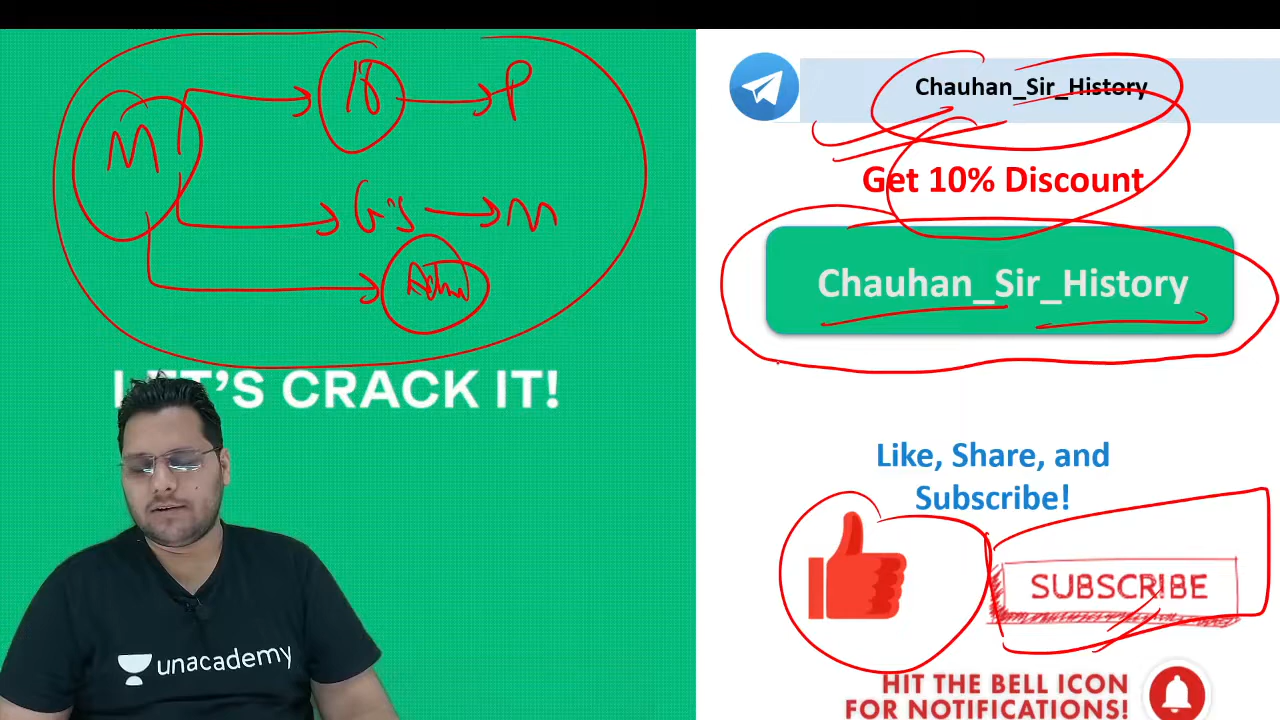 M
18
P
G's
M
LET'S CRACK IT!
unacademy
Chauhan_Sir_History
Get 10% Discount
Chauhan_Sir_History
Like, Share, and
Subscribe!
SUBSCRIBE
HIT THE BELL ICON
FOR NOTIFICATIONS!